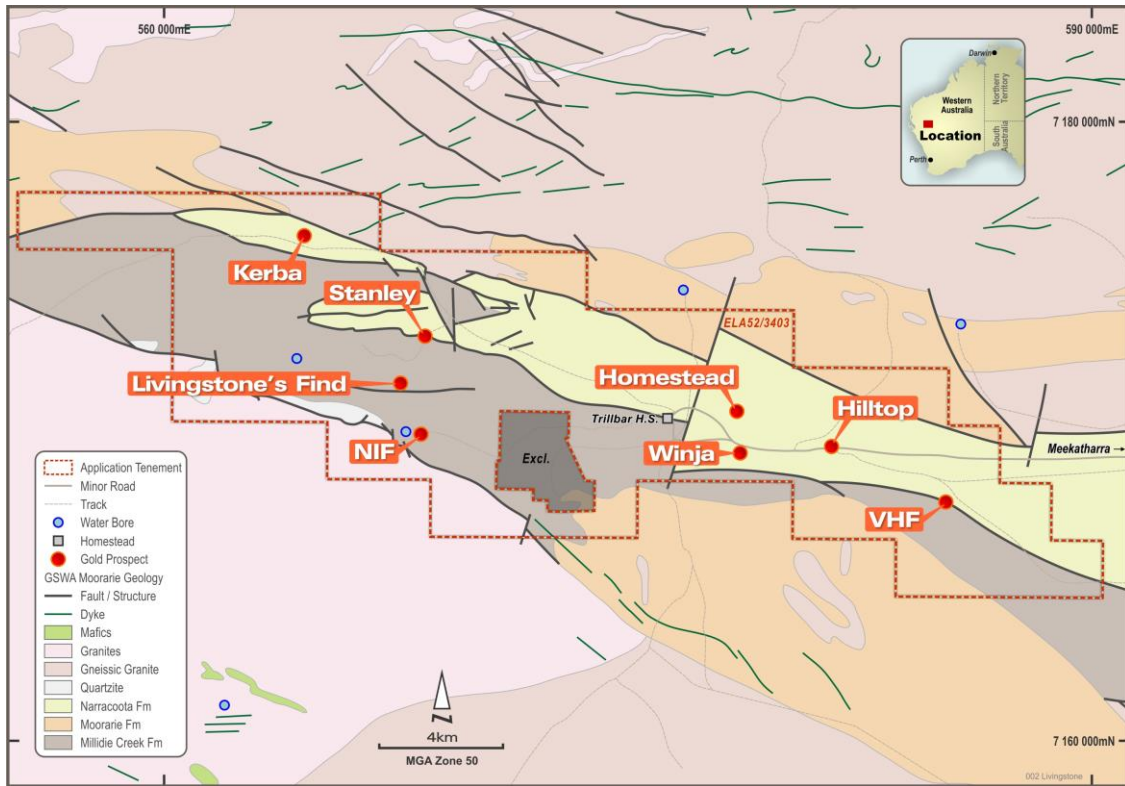 560 000mE
590 000mE
Darwin
Western
Australia
Northern
Territory
South
Australia
Location
Perth
7 180 000mN
Kerba
Stanley
ELA52/3403
Livingstone's Find
Homestead
Trillbar H.S.
Hilltop
NIF
Excl.
Winja
Meekatharra →
VHF
Application Tenement
Minor Road
Track
Water Bore
Homestead
Gold Prospect
GSWA Moorarie Geology
Fault / Structure
Dyke
Mafics
Granites
Gneissic Granite
Quartzite
Narracoota Fm
Moorarie Fm
Millidie Creek Fm
N
4km
MGA Zone 50
7 160 000mN
002 Livingstone